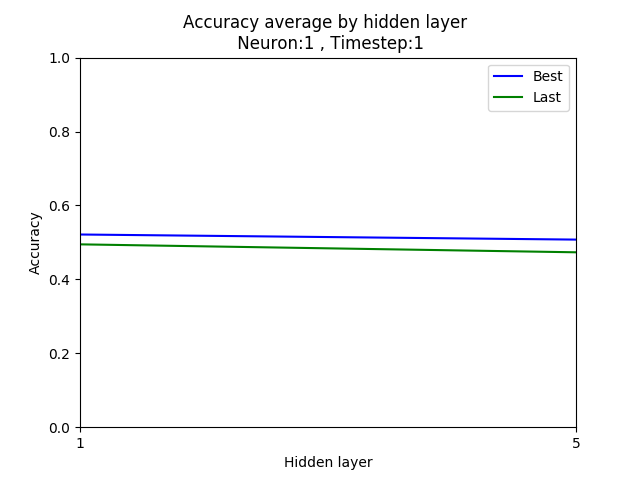 Accuracy average by hidden layer
Neuron:1 , Timestep:1
1.0
Best
Last
0.8
0.6
Accuracy
0.4
0.2
0.0
1
5
Hidden layer